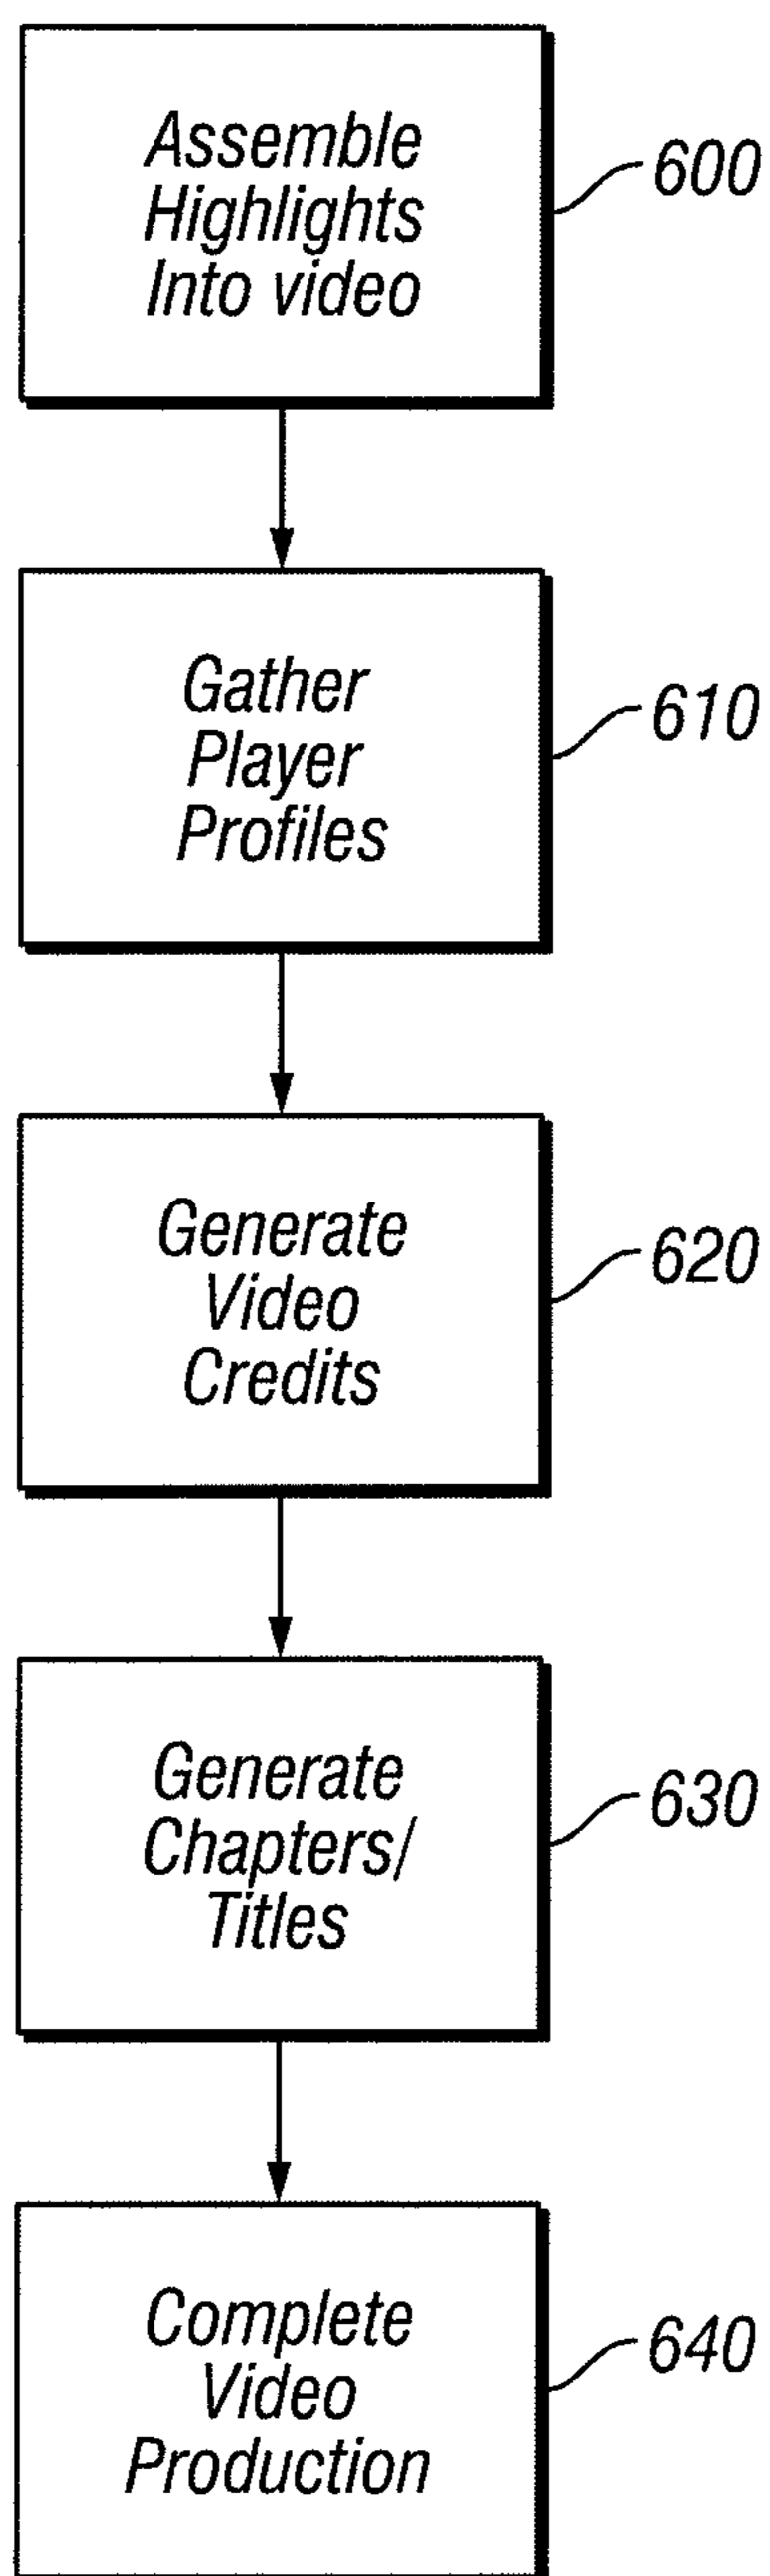 Assemble
Highlights
Into video
600
Gather
Player
Profiles
610
Generate
Video
Credits
620
Generate
Chapters/
Titles
630
Complete
Video
Production
640